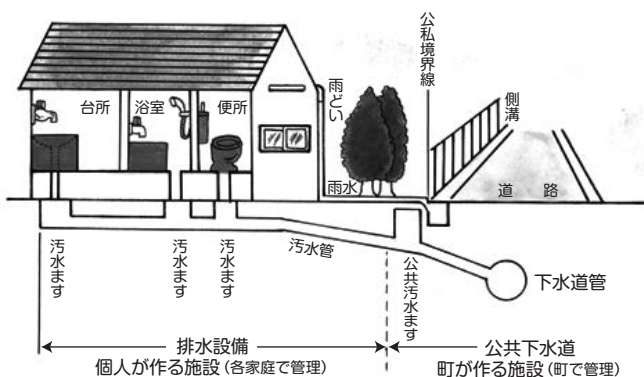 公私境界線
側溝
雨どい
台所
浴室
便所
雨水
道路
汚水ます
汚水ます
汚水ます
汚水管
公共汚水ます
下水道管
排水設備
個人が作る施設（各家庭で管理）
公共下水道
町が作る施設（町で管理）